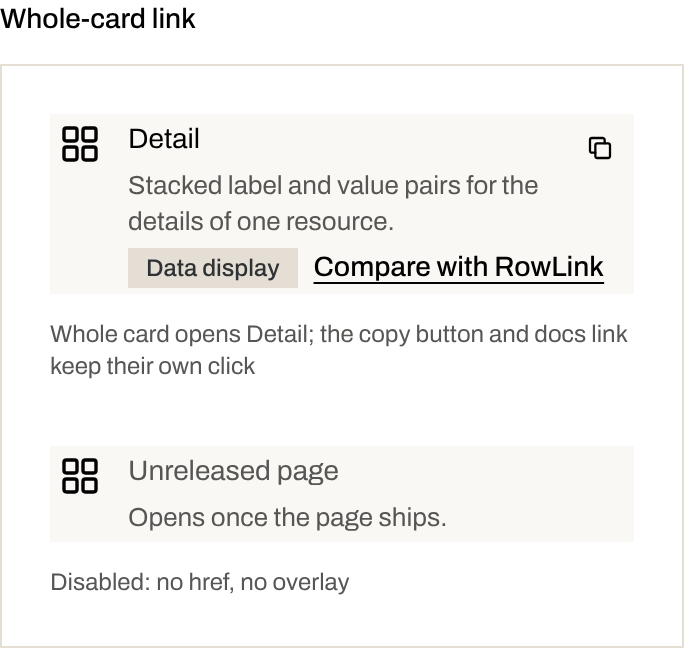 Whole-card link
Detail
Stacked label and value pairs for the
details of one resource.
Data display
Compare with RowLink
Whole card opens Detail; the copy button and docs link
keep their own click
Unreleased page
Opens once the page ships.
Disabled: no href, no overlay